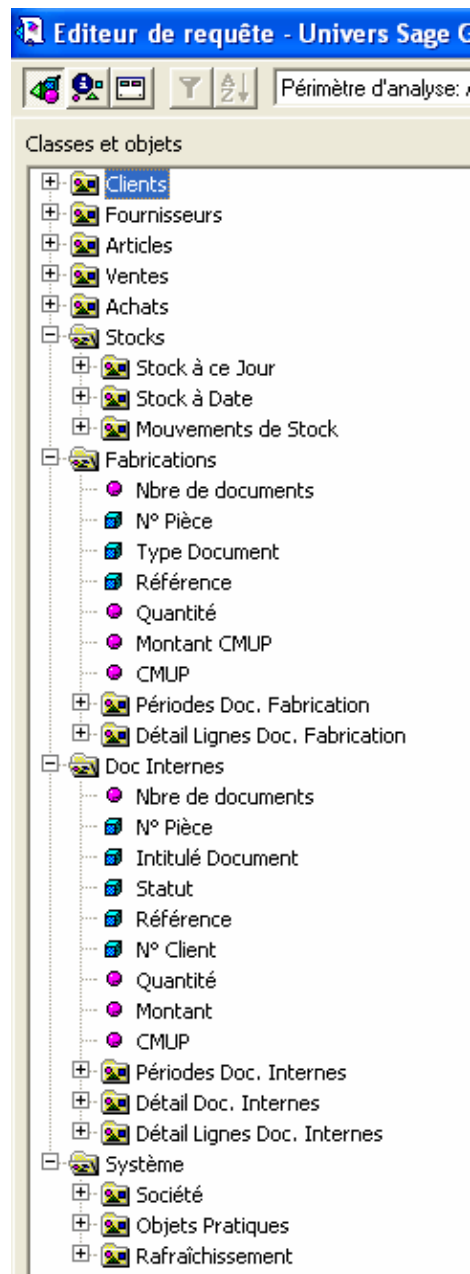 Editeur de requête - Univers Sage G
Périmètre d'analyse:
Classes et objets
Clients
Fournisseurs
Articles
Ventes
Achats
Stocks
Stock à ce Jour
Stock à Date
Mouvements de Stock
Fabrications
Nbre de documents
N° Pièce
Type Document
Référence
Quantité
Montant CMUP
CMUP
Périodes Doc. Fabrication
Détail Lignes Doc. Fabrication
Doc Internes
Nbre de documents
N° Pièce
Intitulé Document
Statut
Référence
N° Client
Quantité
Montant
CMUP
Périodes Doc. Internes
Détail Doc. Internes
Détail Lignes Doc. Internes
Système
Société
Objets Pratiques
Rafraîchissement